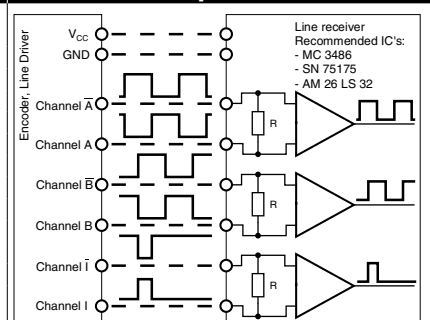 Encoder, Line Driver
V_CC
GND
Channel A̅
Channel A
Channel B̅
Channel B
Channel I̅
Channel I
Line receiver
Recommended IC's:
- MC 3486
- SN 75175
- AM 26 LS 32
R
R
R